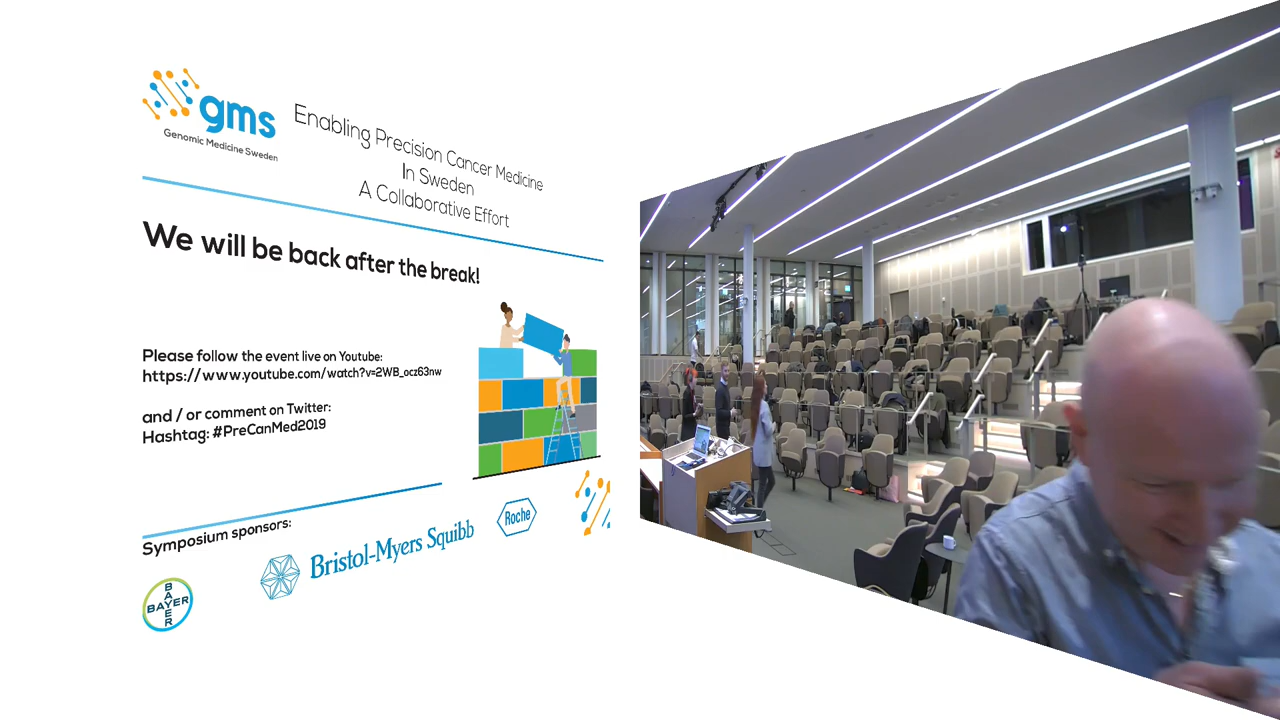 gms
Genomic Medicine Sweden
Enabling Precision Cancer Medicine
In Sweden
A Collaborative Effort
We will be back after the break!
Please follow the event live on Youtube:
https://www.youtube.com/watch?v=2WB_ocz63nw
and / or comment on Twitter:
Hashtag: #PreCanMed2019
Symposium sponsors:
BAYER
BAYER
Bristol-Myers Squibb
Roche